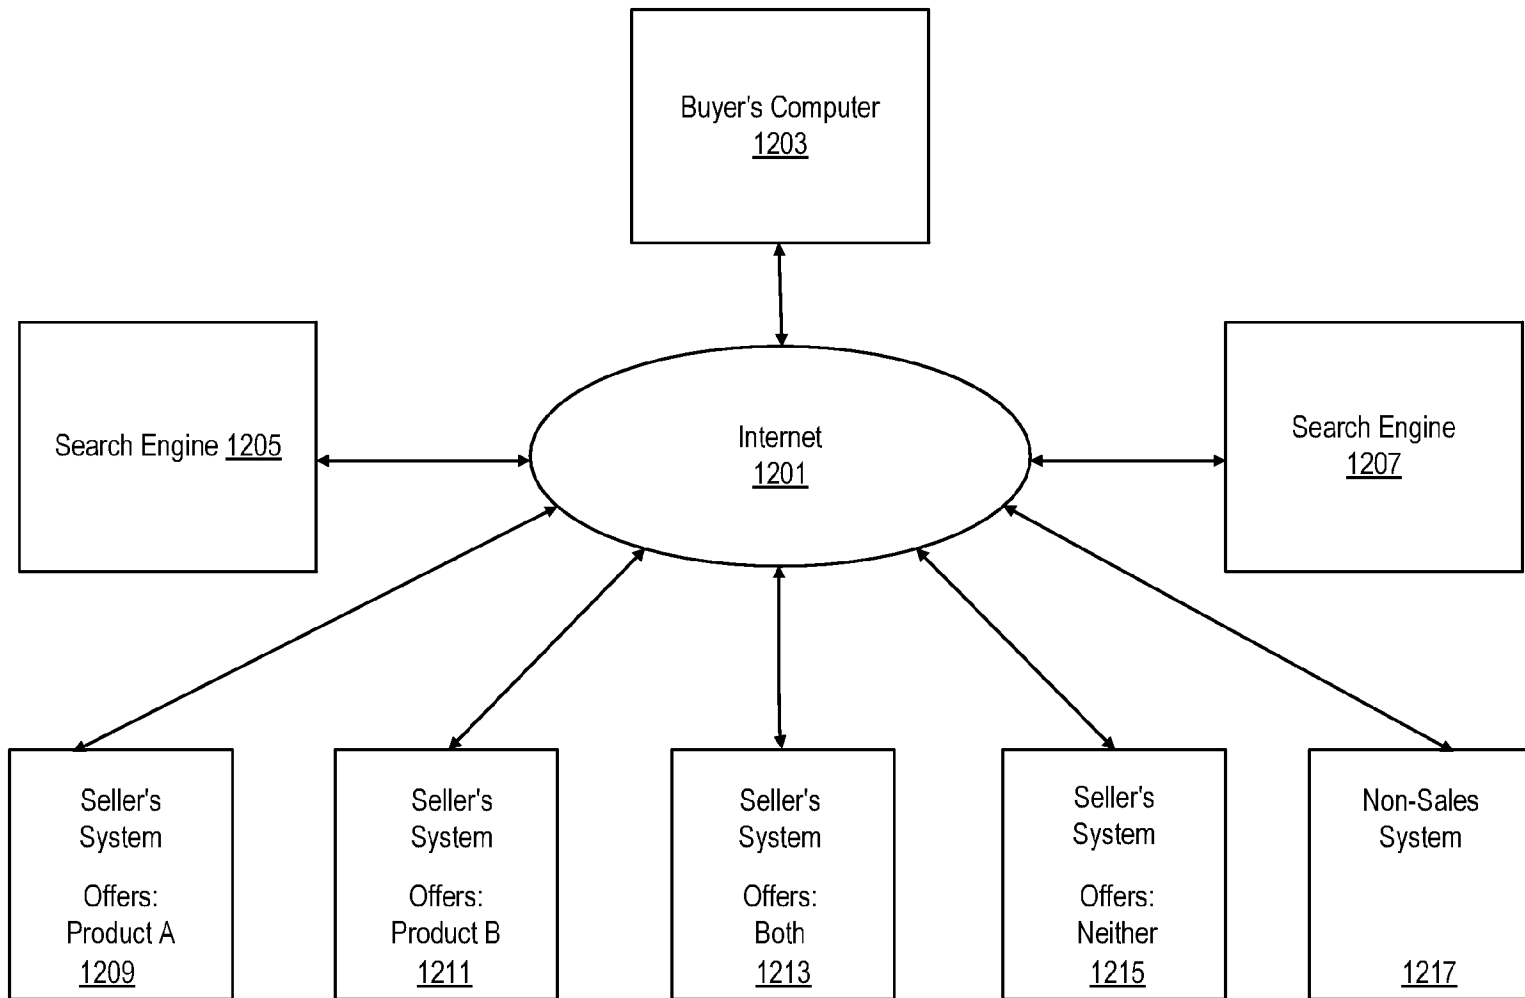 Buyer's Computer
1203
Search Engine 1205
Internet
1201
Search Engine
1207
Seller's
System
Offers:
Product A
1209
Seller's
System
Offers:
Product B
1211
Seller's
System
Offers:
Both
1213
Seller's
System
Offers:
Neither
1215
Non-Sales
System
1217